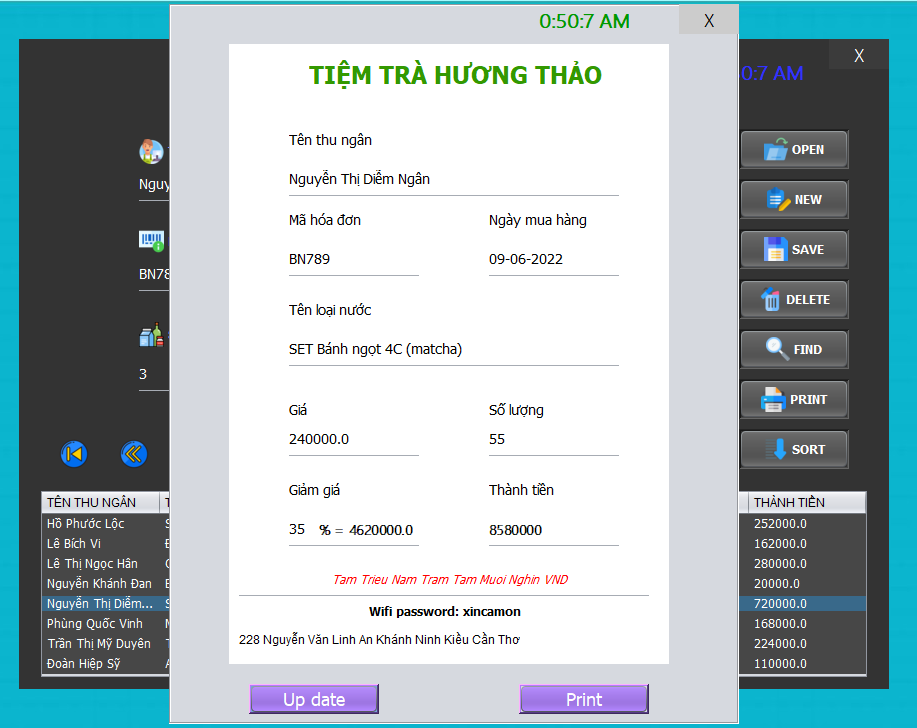 0:50:7 AM
X
X
0:7 AM
TIỆM TRÀ HƯƠNG THẢO
Tên thu ngân
Nguyễn Thị Diễm Ngân
Mã hóa đơn Ngày mua hàng
BN789 09-06-2022
Tên loại nước
SET Bánh ngọt 4C (matcha)
Giá Số lượng
240000.0 55
Giảm giá Thành tiền
35 % = 4620000.0 8580000
Tam Trieu Nam Tram Tam Muoi Nghin VND
Wifi password: xincamon
228 Nguyễn Văn Linh An Khánh Ninh Kiều Cần Thơ
Up date Print
3
OPEN
NEW
SAVE
DELETE
FIND
PRINT
SORT
TÊN THU NGÂN THÀNH TIỀN
Hồ Phước Lộc 252000.0
Lê Bích Vi 162000.0
Lê Thị Ngọc Hân 280000.0
Nguyễn Khánh Đan 20000.0
Nguyễn Thị Diễm... 720000.0
Phùng Quốc Vinh 168000.0
Trần Thị Mỹ Duyên 224000.0
Đoàn Hiệp Sỹ 110000.0